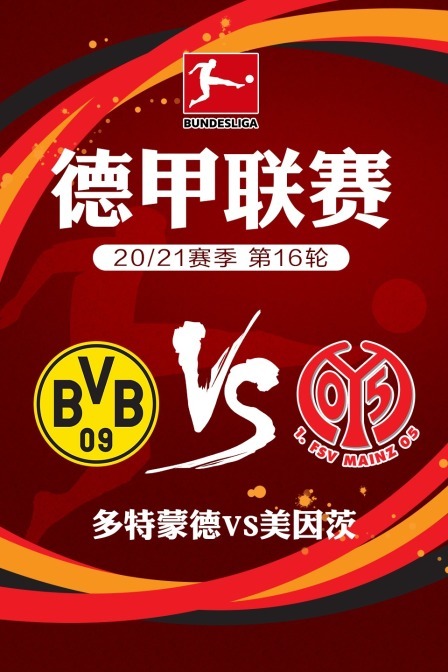 BUNDESLIGA
德甲联赛
20/21赛季 第16轮
VS
BVB
09
05
1. FSV MAINZ 05
多特蒙德VS美因茨